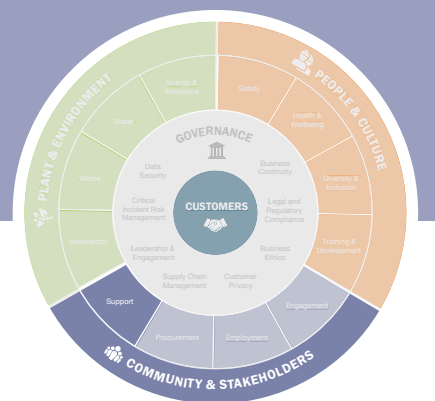 PLANT & ENVIRONMENT
Energy &
Emissions
Water
Waste
Biodiversity
PEOPLE & CULTURE
Safety
Health &
Wellbeing
Diversity &
Inclusion
Training &
Development
GOVERNANCE
Data
Security
Business
Continuity
Critical
Incident Risk
Management
Legal and
Regulatory
Compliance
Leadership &
Engagement
Business
Ethics
Supply Chain
Management
Customer
Privacy
CUSTOMERS
Support
Procurement
Employment
Engagement
COMMUNITY & STAKEHOLDERS